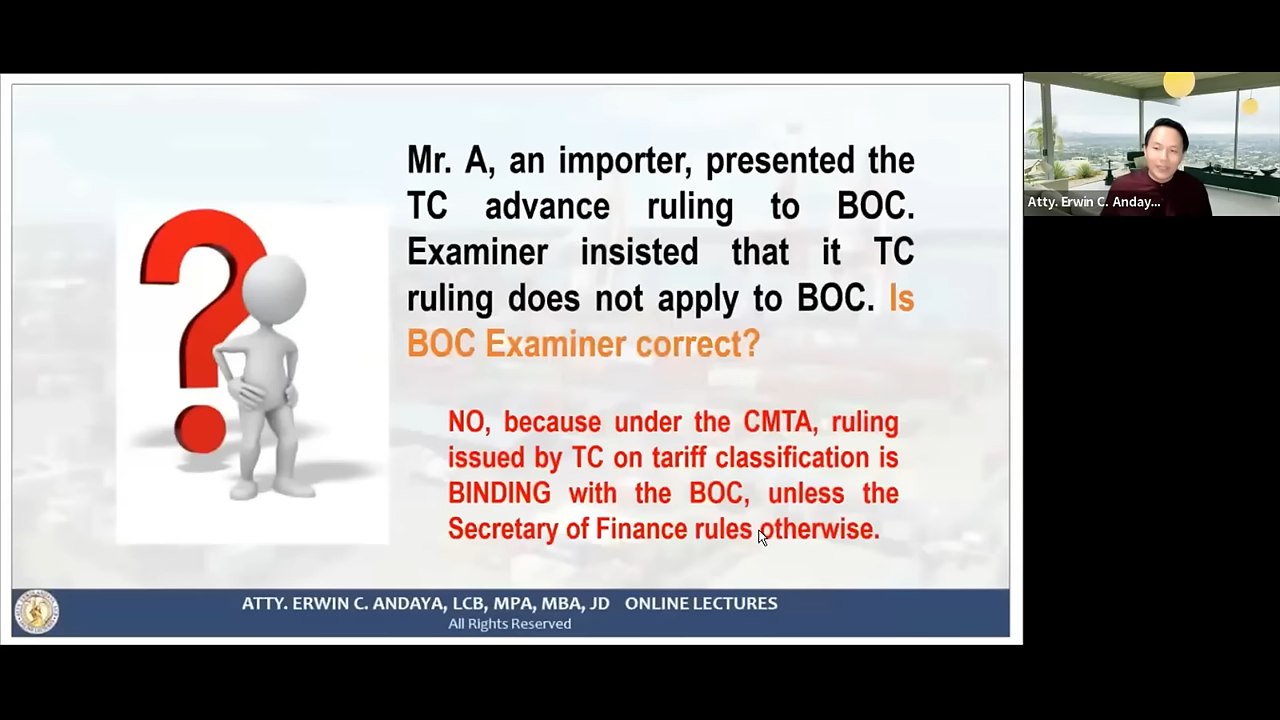 Mr. A, an importer, presented the
TC advance ruling to BOC.
Examiner insisted that it TC
ruling does not apply to BOC. Is
BOC Examiner correct?
NO, because under the CMTA, ruling
issued by TC on tariff classification is
BINDING with the BOC, unless the
Secretary of Finance rules otherwise.
ATTY. ERWIN C. ANDAYA, LCB, MPA, MBA, JD ONLINE LECTURES
All Rights Reserved
Atty. Erwin C. Anday...